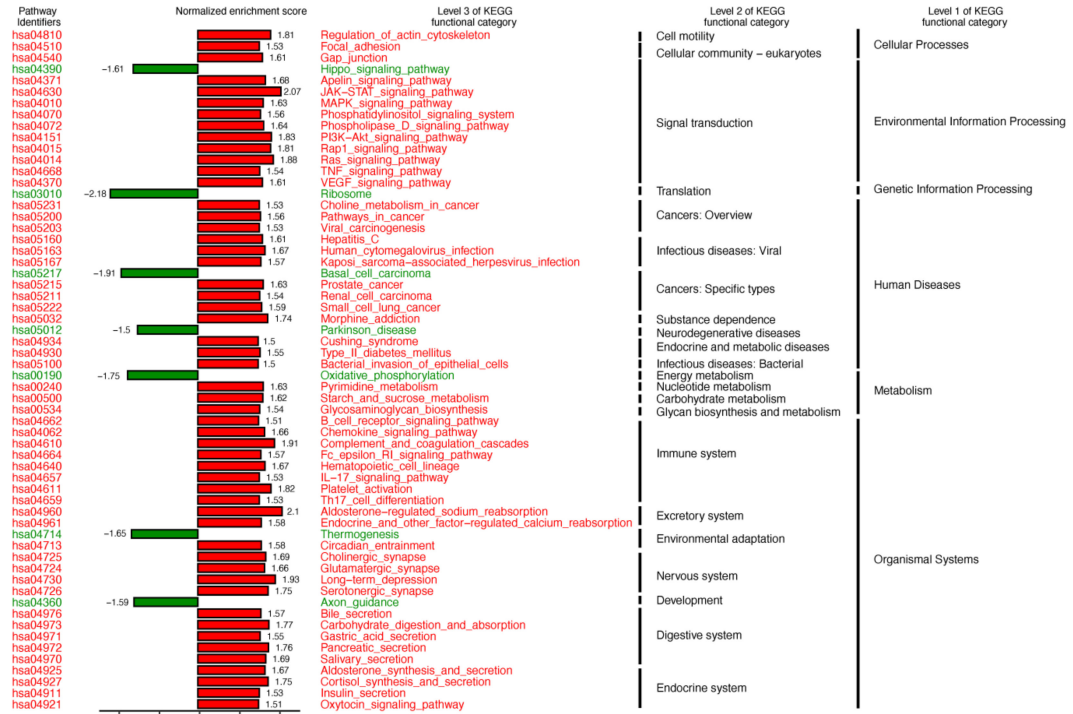 Pathway Identifiers Normalized enrichment score Level 3 of KEGG functional category Level 2 of KEGG functional category Level 1 of KEGG functional category
hsa04810 1.81 Regulation_of_actin_cytoskeleton Cell motility
hsa04510 1.53 Focal_adhesion Cellular Processes
hsa04540 1.61 Gap_junction Cellular community − eukaryotes
hsa04390 −1.61 Hippo_signaling_pathway
hsa04371 1.68 Apelin_signaling_pathway
hsa04630 2.07 JAK−STAT_signaling_pathway
hsa04010 1.63 MAPK_signaling_pathway
hsa04070 1.56 Phosphatidylinositol_signaling_system
hsa04072 1.64 Phospholipase_D_signaling_pathway Signal transduction Environmental Information Processing
hsa04151 1.83 PI3K−Akt_signaling_pathway
hsa04015 1.81 Rap1_signaling_pathway
hsa04014 1.88 Ras_signaling_pathway
hsa04668 1.54 TNF_signaling_pathway
hsa04370 1.61 VEGF_signaling_pathway
hsa03010 −2.18 Ribosome Translation Genetic Information Processing
hsa05231 1.53 Choline_metabolism_in_cancer
hsa05200 1.56 Pathways_in_cancer Cancers: Overview
hsa05203 1.53 Viral_carcinogenesis
hsa05160 1.61 Hepatitis_C
hsa05163 1.67 Human_cytomegalovirus_infection Infectious diseases: Viral
hsa05167 1.57 Kaposi_sarcoma−associated_herpesvirus_infection
hsa05217 −1.91 Basal_cell_carcinoma
hsa05215 1.63 Prostate_cancer Cancers: Specific types Human Diseases
hsa05211 1.54 Renal_cell_carcinoma
hsa05222 1.59 Small_cell_lung_cancer
hsa05032 1.74 Morphine_addiction Substance dependence
hsa05012 −1.5 Parkinson_disease Neurodegenerative diseases
hsa04934 1.5 Cushing_syndrome Endocrine and metabolic diseases
hsa04930 1.55 Type_II_diabetes_mellitus
hsa05100 1.5 Bacterial_invasion_of_epithelial_cells Infectious diseases: Bacterial
hsa00190 −1.75 Oxidative_phosphorylation Energy metabolism
hsa00240 1.63 Pyrimidine_metabolism Nucleotide metabolism Metabolism
hsa00500 1.62 Starch_and_sucrose_metabolism Carbohydrate metabolism
hsa00534 1.54 Glycosaminoglycan_biosynthesis Glycan biosynthesis and metabolism
hsa04662 1.51 B_cell_receptor_signaling_pathway
hsa04062 1.66 Chemokine_signaling_pathway
hsa04610 1.91 Complement_and_coagulation_cascades
hsa04664 1.57 Fc_epsilon_RI_signaling_pathway Immune system
hsa04640 1.67 Hematopoietic_cell_lineage
hsa04657 1.53 IL−17_signaling_pathway
hsa04611 1.82 Platelet_activation
hsa04659 1.53 Th17_cell_differentiation
hsa04960 2.1 Aldosterone−regulated_sodium_reabsorption Excretory system
hsa04961 1.58 Endocrine_and_other_factor−regulated_calcium_reabsorption
hsa04714 −1.65 Thermogenesis Environmental adaptation
hsa04713 1.58 Circadian_entrainment
hsa04725 1.69 Cholinergic_synapse Organismal Systems
hsa04724 1.66 Glutamatergic_synapse
hsa04730 1.93 Long−term_depression Nervous system
hsa04726 1.75 Serotonergic_synapse
hsa04360 −1.59 Axon_guidance Development
hsa04976 1.57 Bile_secretion
hsa04973 1.77 Carbohydrate_digestion_and_absorption
hsa04971 1.55 Gastric_acid_secretion Digestive system
hsa04972 1.76 Pancreatic_secretion
hsa04970 1.69 Salivary_secretion
hsa04925 1.67 Aldosterone_synthesis_and_secretion
hsa04927 1.75 Cortisol_synthesis_and_secretion Endocrine system
hsa04911 1.53 Insulin_secretion
hsa04921 1.51 Oxytocin_signaling_pathway